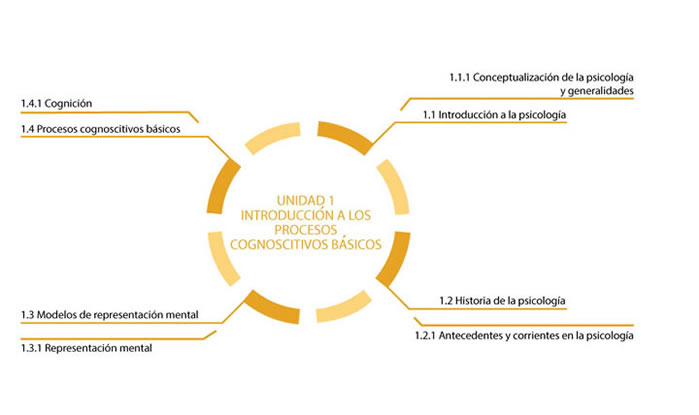 1.1.1 Conceptualización de la psicología
y generalidades
1.4.1 Cognición
1.1 Introducción a la psicología
1.4 Procesos cognoscitivos básicos
UNIDAD 1
INTRODUCCIÓN A LOS
PROCESOS
COGNOSCITIVOS BÁSICOS
1.2 Historia de la psicología
1.3 Modelos de representación mental
1.2.1 Antecedentes y corrientes en la psicología
1.3.1 Representación mental